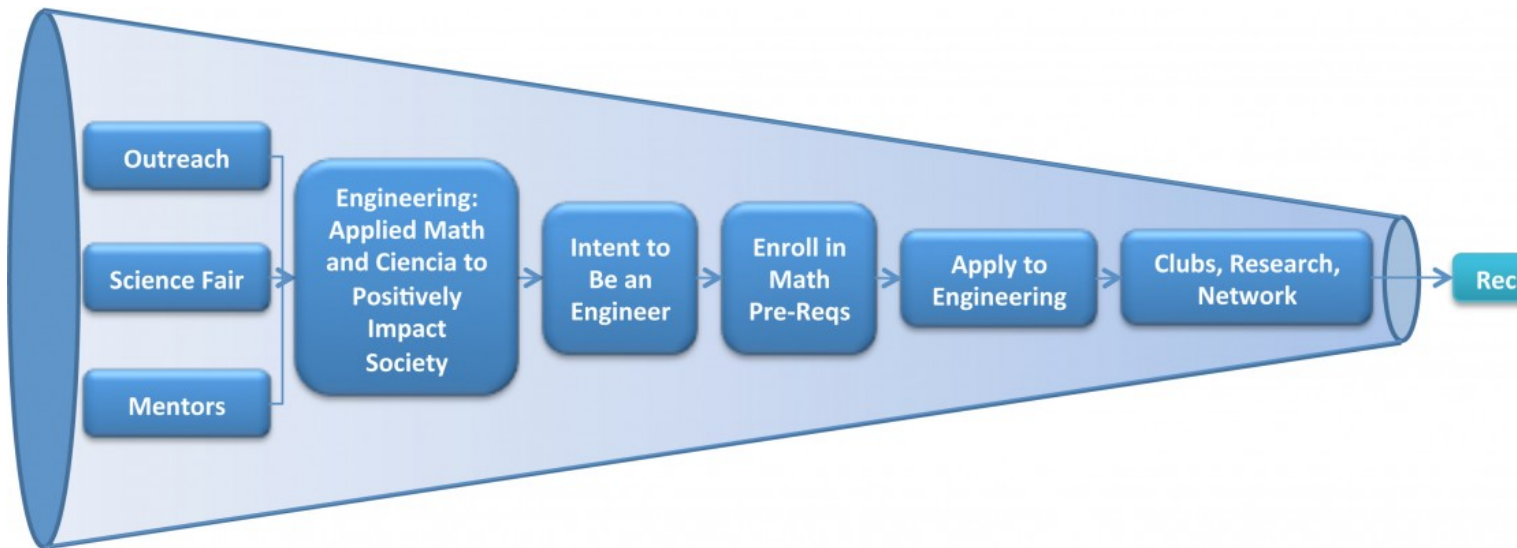 Outreach
Science Fair
Mentors
Engineering:
Applied Math
and Ciencia to
Positively
Impact
Society
Intent to
Be an
Engineer
Enroll in
Math
Pre-Reqs
Apply to
Engineering
Clubs, Research,
Network
Rec